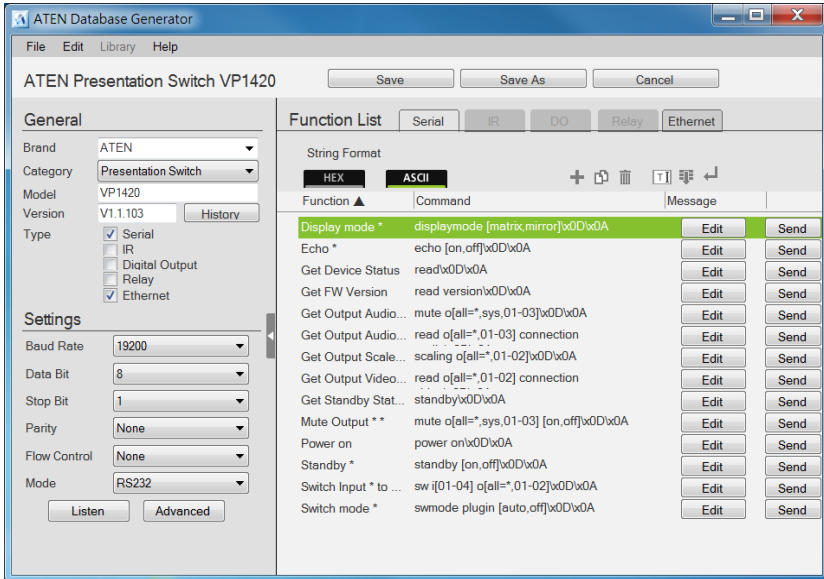 ATEN Database Generator
File Edit Library Help
ATEN Presentation Switch VP1420 Save Save As Cancel
General
Brand ATEN
Category Presentation Switch
Model VP1420
Version V1.1.103 History
Type Serial
IR
Digital Output
Relay
Ethernet
Settings
Baud Rate 19200
Data Bit 8
Stop Bit 1
Parity None
Flow Control None
Mode RS232
Listen Advanced
Function List Serial IR DO Relay Ethernet
String Format
HEX ASCII
Function ▲ Command Message
Display mode * displaymode [matrix,mirror]\x0D\x0A Edit Send
Echo * echo [on,off]\x0D\x0A Edit Send
Get Device Status read\x0D\x0A Edit Send
Get FW Version read version\x0D\x0A Edit Send
Get Output Audio... mute o[all=*,sys,01-03]\x0D\x0A Edit Send
Get Output Audio... read o[all=*,01-03] connection Edit Send
Get Output Scale... scaling o[all=*,01-02]\x0D\x0A Edit Send
Get Output Video... read o[all=*,01-02] connection Edit Send
Get Standby Stat... standby\x0D\x0A Edit Send
Mute Output * * mute o[all=*,sys,01-03] [on,off]\x0D\x0A Edit Send
Power on power on\x0D\x0A Edit Send
Standby * standby [on,off]\x0D\x0A Edit Send
Switch Input * to ... sw i[01-04] o[all=*,01-02]\x0D\x0A Edit Send
Switch mode * swmode plugin [auto,off]\x0D\x0A Edit Send